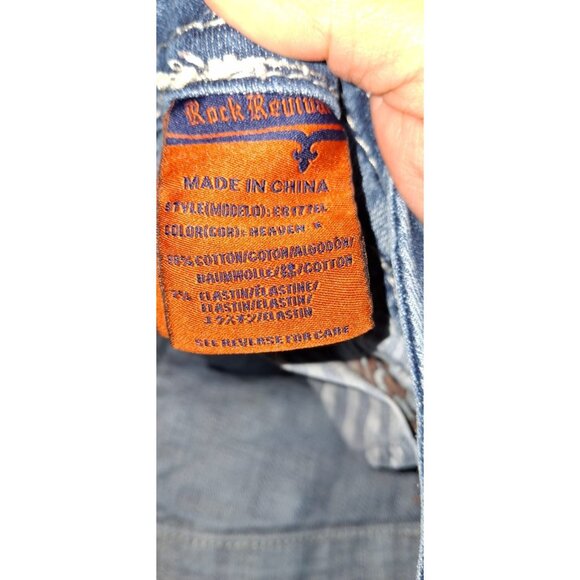 Rock Revival
MADE IN CHINA
STYLE(MODELO):
COLOR(COR): HEAVEN
98% COTTON/COTON/ALGODÓN/
BAUMWOLLE/綿/COTTON
2% ELASTIN/ÉLASTINE/
ELASTIN/ELASTIN/
エラスチン/ELASTIN
SEE REVERSE FOR CARE